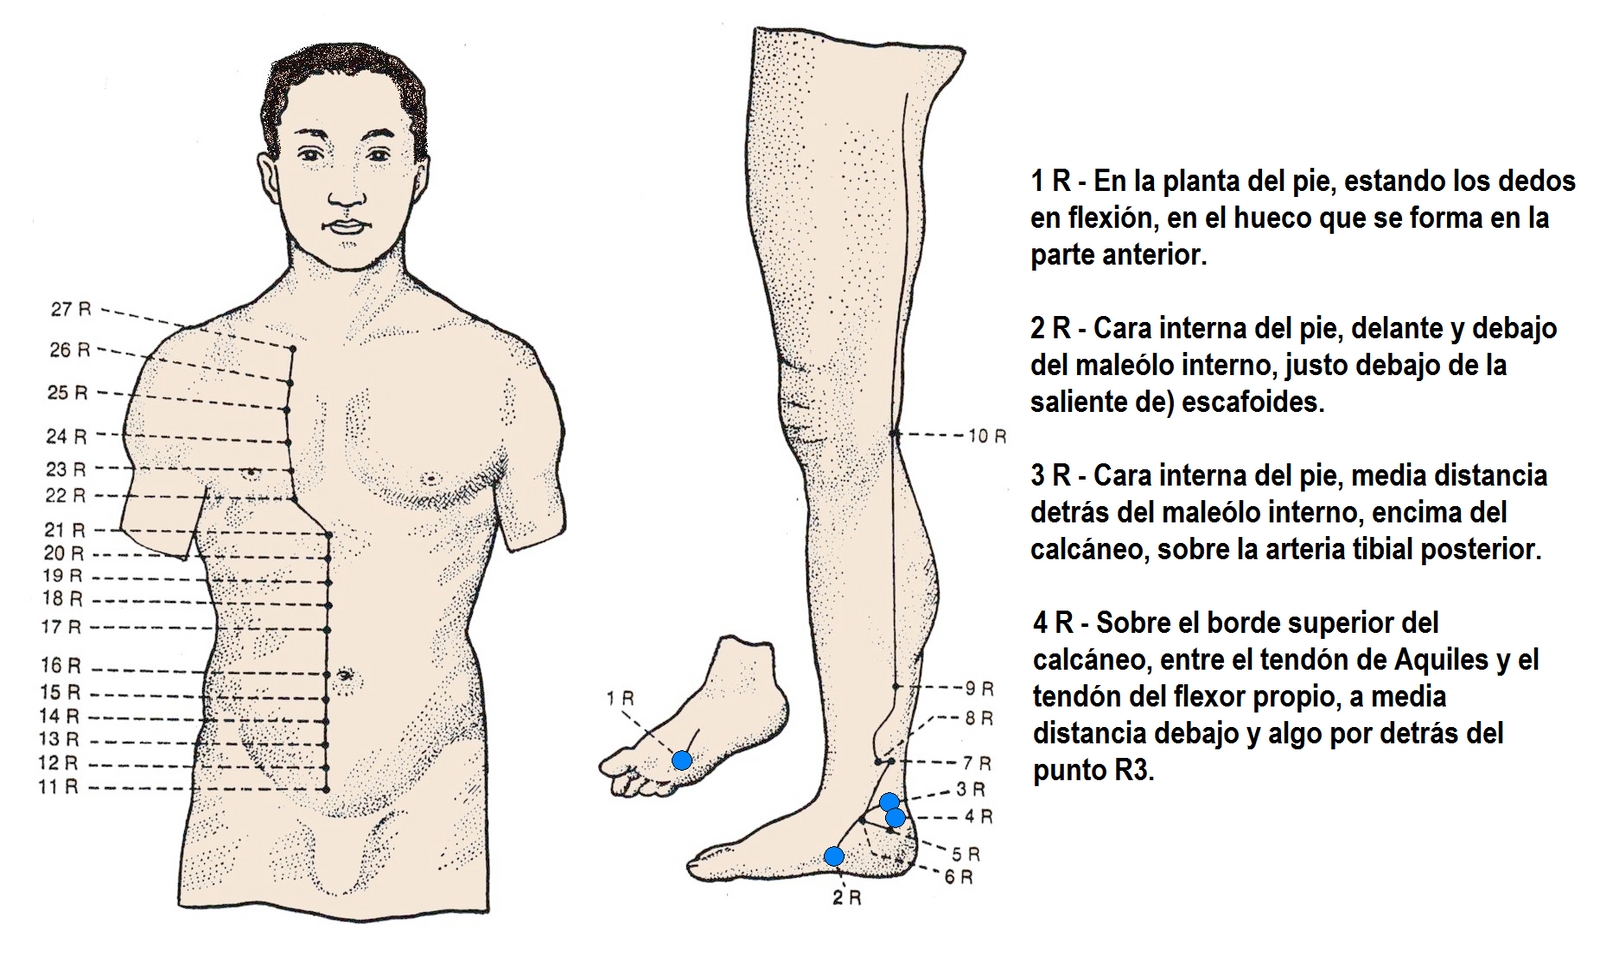 27 R
26 R
25 R
24 R
23 R
22 R
21 R
20 R
19 R
18 R
17 R
16 R
15 R
14 R
13 R
12 R
11 R
1 R
10 R
9 R
8 R
7 R
3 R
4 R
5 R
6 R
2 R
1 R - En la planta del pie, estando los dedos
en flexión, en el hueco que se forma en la
parte anterior.
2 R - Cara interna del pie, delante y debajo
del maleólo interno, justo debajo de la
saliente de) escafoides.
3 R - Cara interna del pie, media distancia
detrás del maleólo interno, encima del
calcáneo, sobre la arteria tibial posterior.
4 R - Sobre el borde superior del
calcáneo, entre el tendón de Aquiles y el
tendón del flexor propio, a media
distancia debajo y algo por detrás del
punto R3.